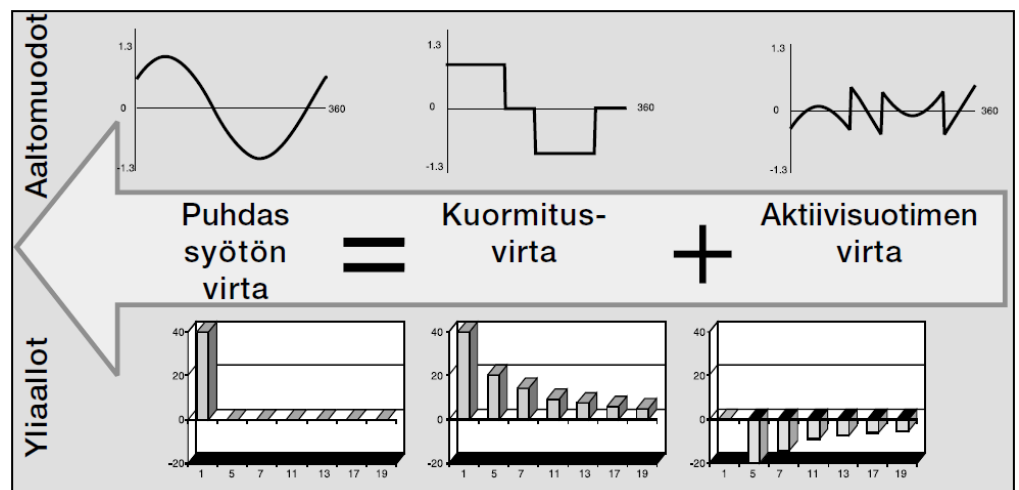 Aaltomuodot
1.3
0
-1.3
360
1.3
0
-1.3
360
1.3
0
-1.3
360
Puhdas
syötön
virta
=
Kuormitus-
virta
+
Aktiivisuotimen
virta
Yliaallot
40
20
0
-20
1 5 7 11 13 17 19
40
20
0
-20
1 5 7 11 13 17 19
40
20
0
-20
1 5 7 11 13 17 19